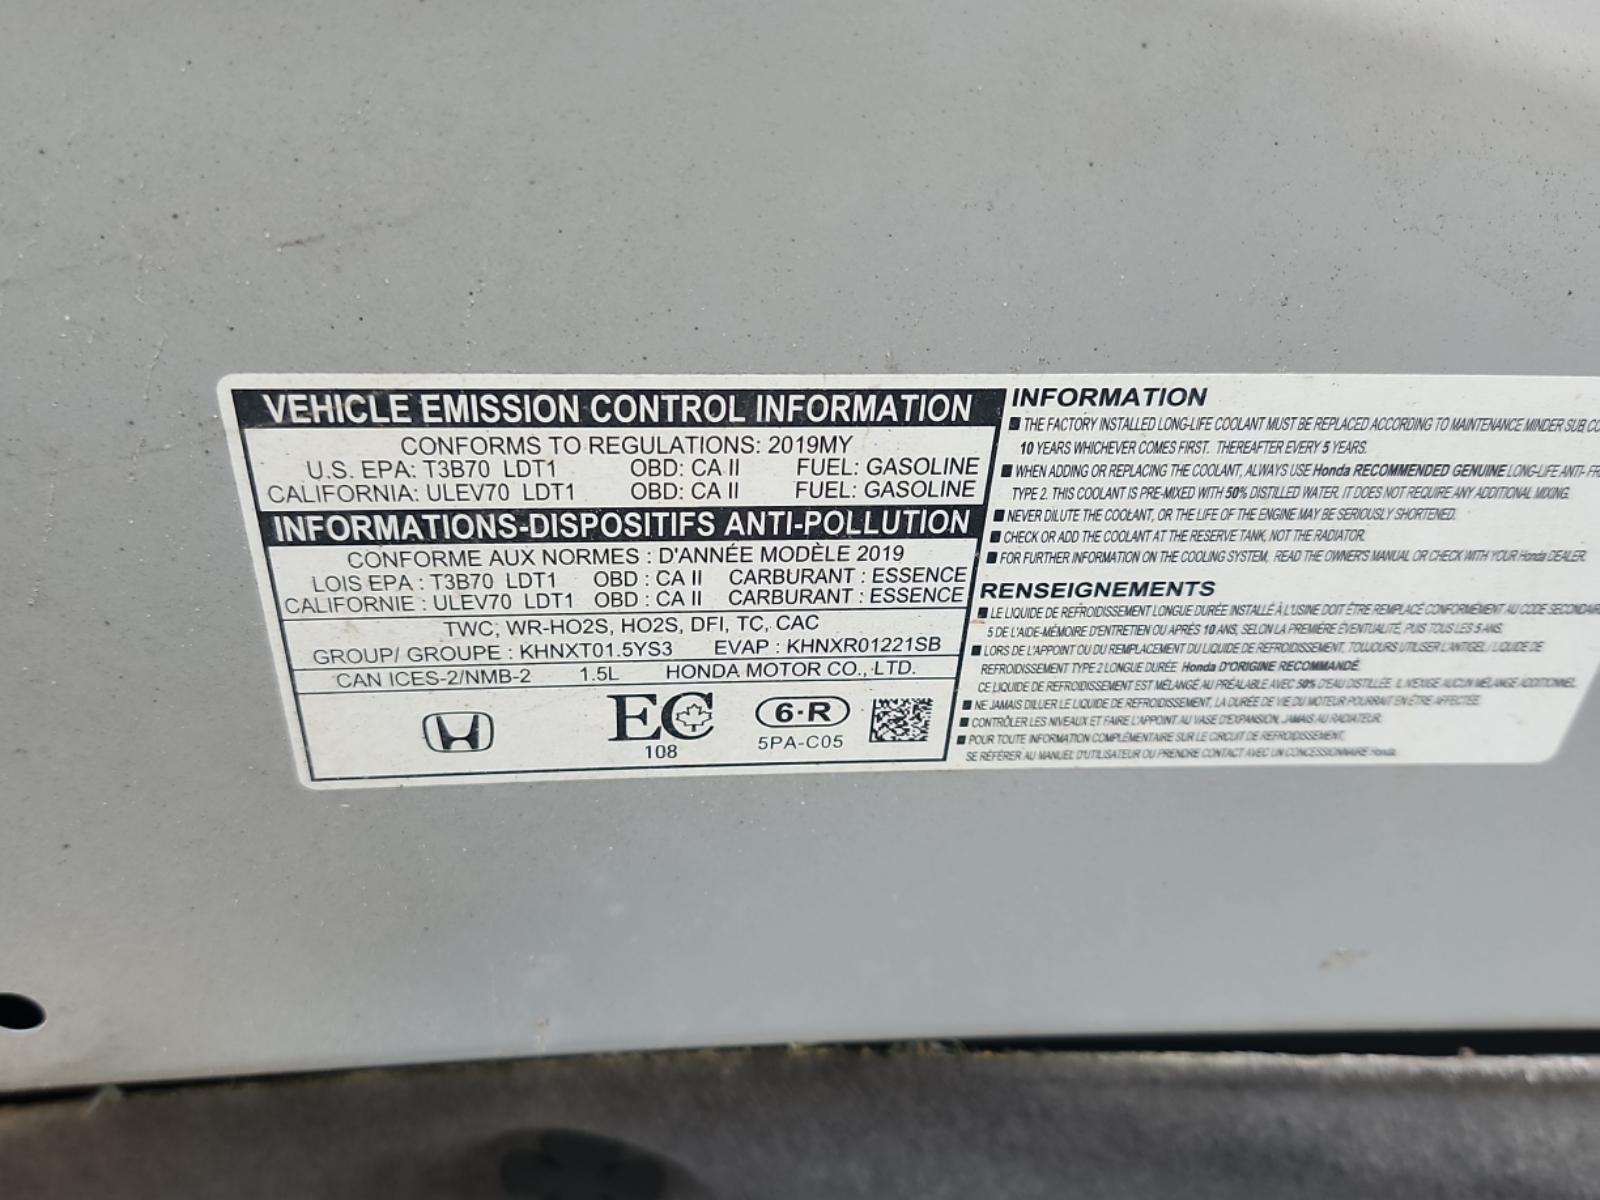 VEHICLE EMISSION CONTROL INFORMATION
CONFORMS TO REGULATIONS: 2019MY
U.S. EPA: T3B70 LDT1 OBD: CA II FUEL: GASOLINE
CALIFORNIA: ULEV70 LDT1 OBD: CA II FUEL: GASOLINE
INFORMATIONS-DISPOSITIFS ANTI-POLLUTION
CONFORME AUX NORMES : D'ANNÉE MODÈLE 2019
LOIS EPA : T3B70 LDT1 OBD : CA II CARBURANT : ESSENCE
CALIFORNIE : ULEV70 LDT1 OBD : CA II CARBURANT : ESSENCE
TWC, WR-HO2S, HO2S, DFI, TC, CAC
GROUP/ GROUPE : KHNXT01.5YS3 EVAP : KHNXR01221SB
CAN ICES-2/NMB-2 1.5L HONDA MOTOR CO., LTD.
EC 6·R
108 5PA-C05
INFORMATION
■ THE FACTORY INSTALLED LONG-LIFE COOLANT MUST BE REPLACED ACCORDING TO MAINTENANCE MINDER SUB
10 YEARS WHICHEVER COMES FIRST. THEREAFTER EVERY 5 YEARS.
■ WHEN ADDING OR REPLACING THE COOLANT, ALWAYS USE Honda RECOMMENDED GENUINE LONG-LIFE ANTI-
TYPE 2. THIS COOLANT IS PRE-MIXED WITH 50% DISTILLED WATER. IT DOES NOT REQUIRE ANY ADDITIONAL MIXING.
■ NEVER DILUTE THE COOLANT, OR THE LIFE OF THE ENGINE MAY BE SERIOUSLY SHORTENED.
■ CHECK OR ADD THE COOLANT AT THE RESERVE TANK, NOT THE RADIATOR.
■ FOR FURTHER INFORMATION ON THE COOLING SYSTEM, READ THE OWNER'S MANUAL OR CHECK WITH YOUR Honda DEALER.
RENSEIGNEMENTS
■ LE LIQUIDE DE REFROIDISSEMENT LONGUE DURÉE INSTALLÉ À L'USINE DOIT ÊTRE REMPLACÉ CONFORMÉMENT AU CODE
5 DE L'AIDE-MÉMOIRE D'ENTRETIEN OU APRÈS 10 ANS, SELON LA PREMIÈRE ÉVENTUALITÉ, PUIS TOUS LES 5 ANS.
■ LORS DE L'APPOINT OU DU REMPLACEMENT DU LIQUIDE DE REFROIDISSEMENT, TOUJOURS UTILISER L'ANTIGEL / LIQUIDE DE
REFROIDISSEMENT TYPE 2 LONGUE DURÉE Honda D'ORIGINE RECOMMANDÉ.
CE LIQUIDE DE REFROIDISSEMENT EST MÉLANGÉ AU PRÉALABLE AVEC 50% D'EAU DISTILLÉE. IL N'EXIGE AUCUN MÉLANGE ADDITIONNEL.
■ NE JAMAIS DILUER LE LIQUIDE DE REFROIDISSEMENT, LA DURÉE DE VIE DU MOTEUR POURRAIT EN ÊTRE AFFECTÉE.
■ CONTRÔLER LES NIVEAUX ET FAIRE L'APPOINT AU VASE D'EXPANSION, JAMAIS AU RADIATEUR.
■ POUR TOUTE INFORMATION COMPLÉMENTAIRE SUR LE CIRCUIT DE REFROIDISSEMENT,
SE RÉFÉRER AU MANUEL D'UTILISATEUR OU PRENDRE CONTACT AVEC UN CONCESSIONNAIRE Honda.